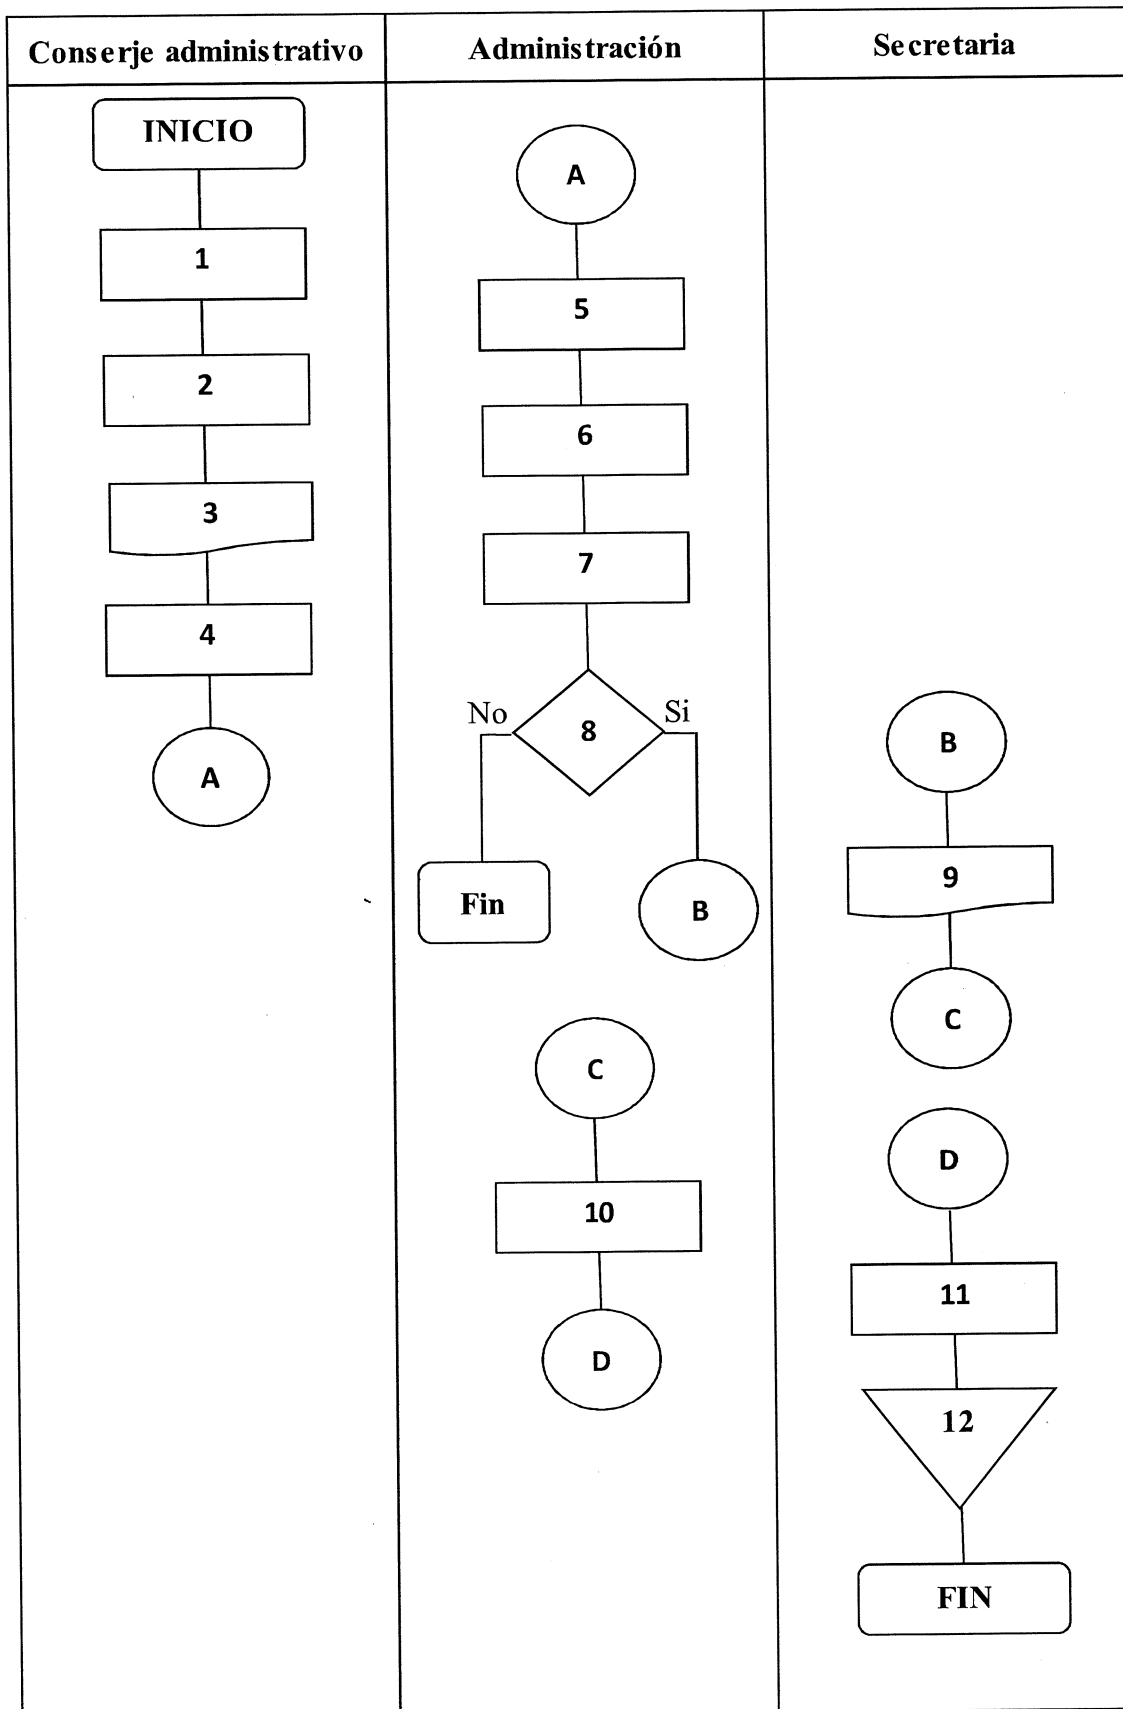 Conserje administrativo
Administración
Secretaria
INICIO
1
2
3
4
A
A
5
6
7
No
8
Si
Fin
B
B
9
C
C
10
D
D
11
12
FIN